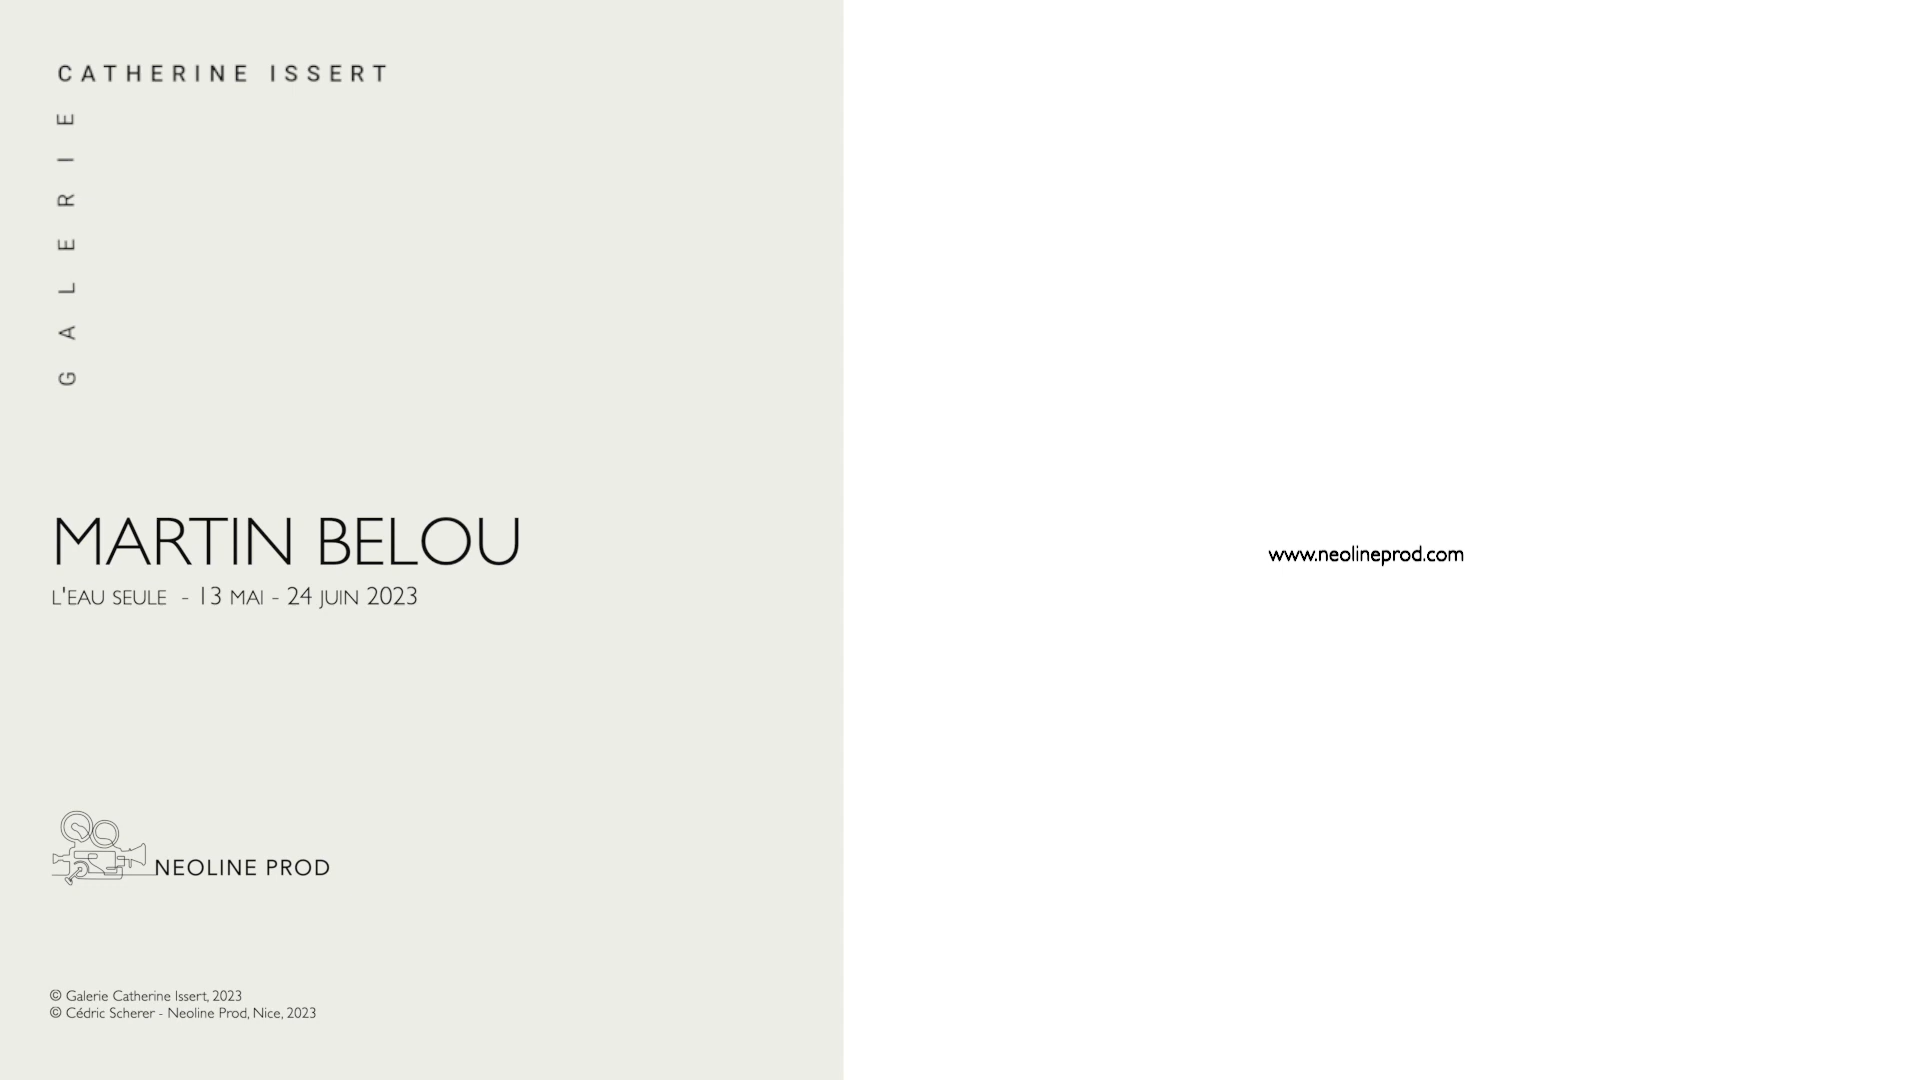 CATHERINE ISSERT
GALERIE
MARTIN BELOU
L'EAU SEULE - 13 MAI - 24 JUIN 2023
www.neolineprod.com
NEOLINE PROD
© Galerie Catherine Issert, 2023
© Cédric Scherer - Neoline Prod, Nice, 2023